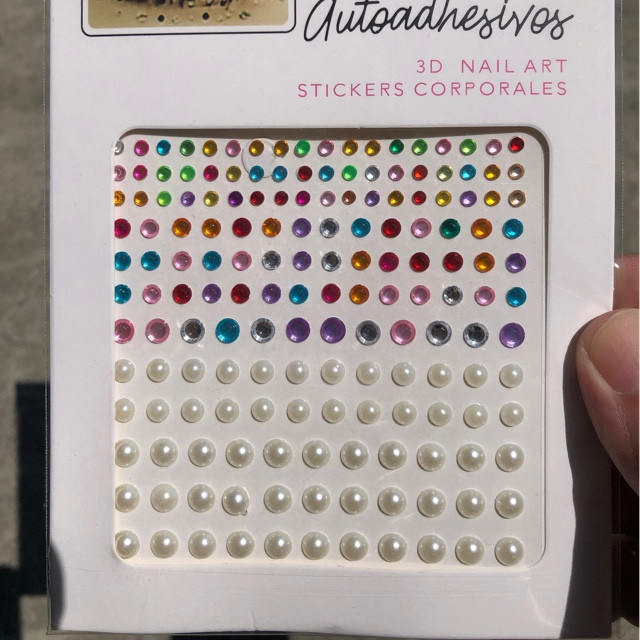 Autoadhesivos
3D NAIL ART
STICKERS CORPORALES